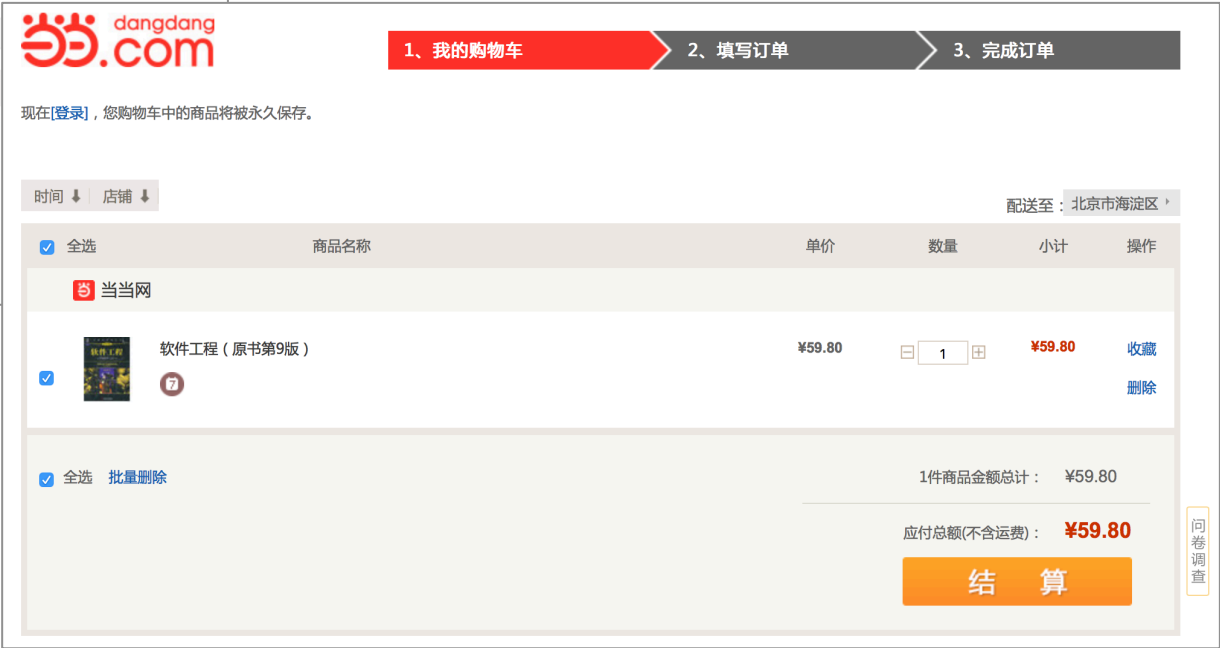 dangdang
.com
1、我的购物车
2、填写订单
3、完成订单
现在[登录]，您购物车中的商品将被永久保存。
时间 店铺
配送至： 北京市海淀区
全选 商品名称 单价 数量 小计 操作
当当网
软件工程
软件工程（原书第9版） ¥59.80 1 ¥59.80 收藏
7
删除
全选 批量删除 1件商品金额总计： ¥59.80
应付总额(不含运费)： ¥59.80
结 算
问卷调查